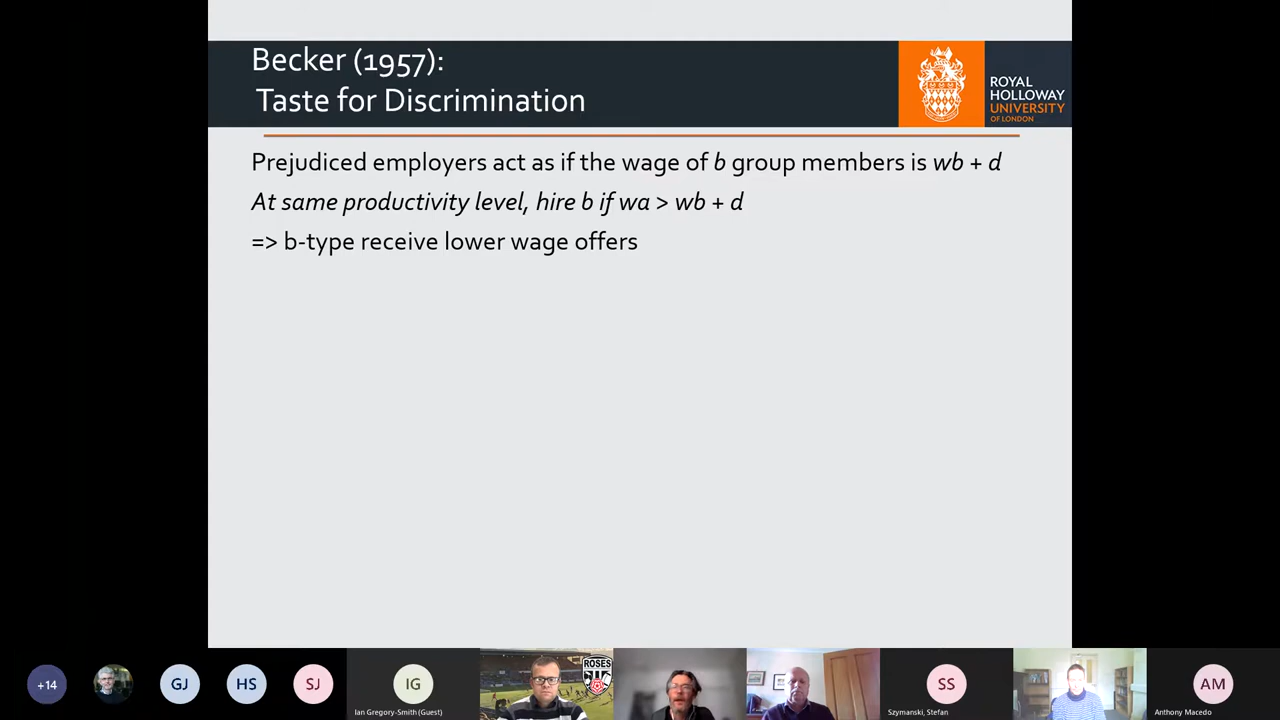 Becker (1957):
Taste for Discrimination
ROYAL
HOLLOWAY
UNIVERSITY
OF LONDON
Prejudiced employers act as if the wage of b group members is wb + d
At same productivity level, hire b if wa > wb + d
=> b-type receive lower wage offers
+14
GJ
HS
SJ
IG
Ian Gregory-Smith (Guest)
ROSES
SS
Szymanski, Stefan
AM
Anthony Macedo